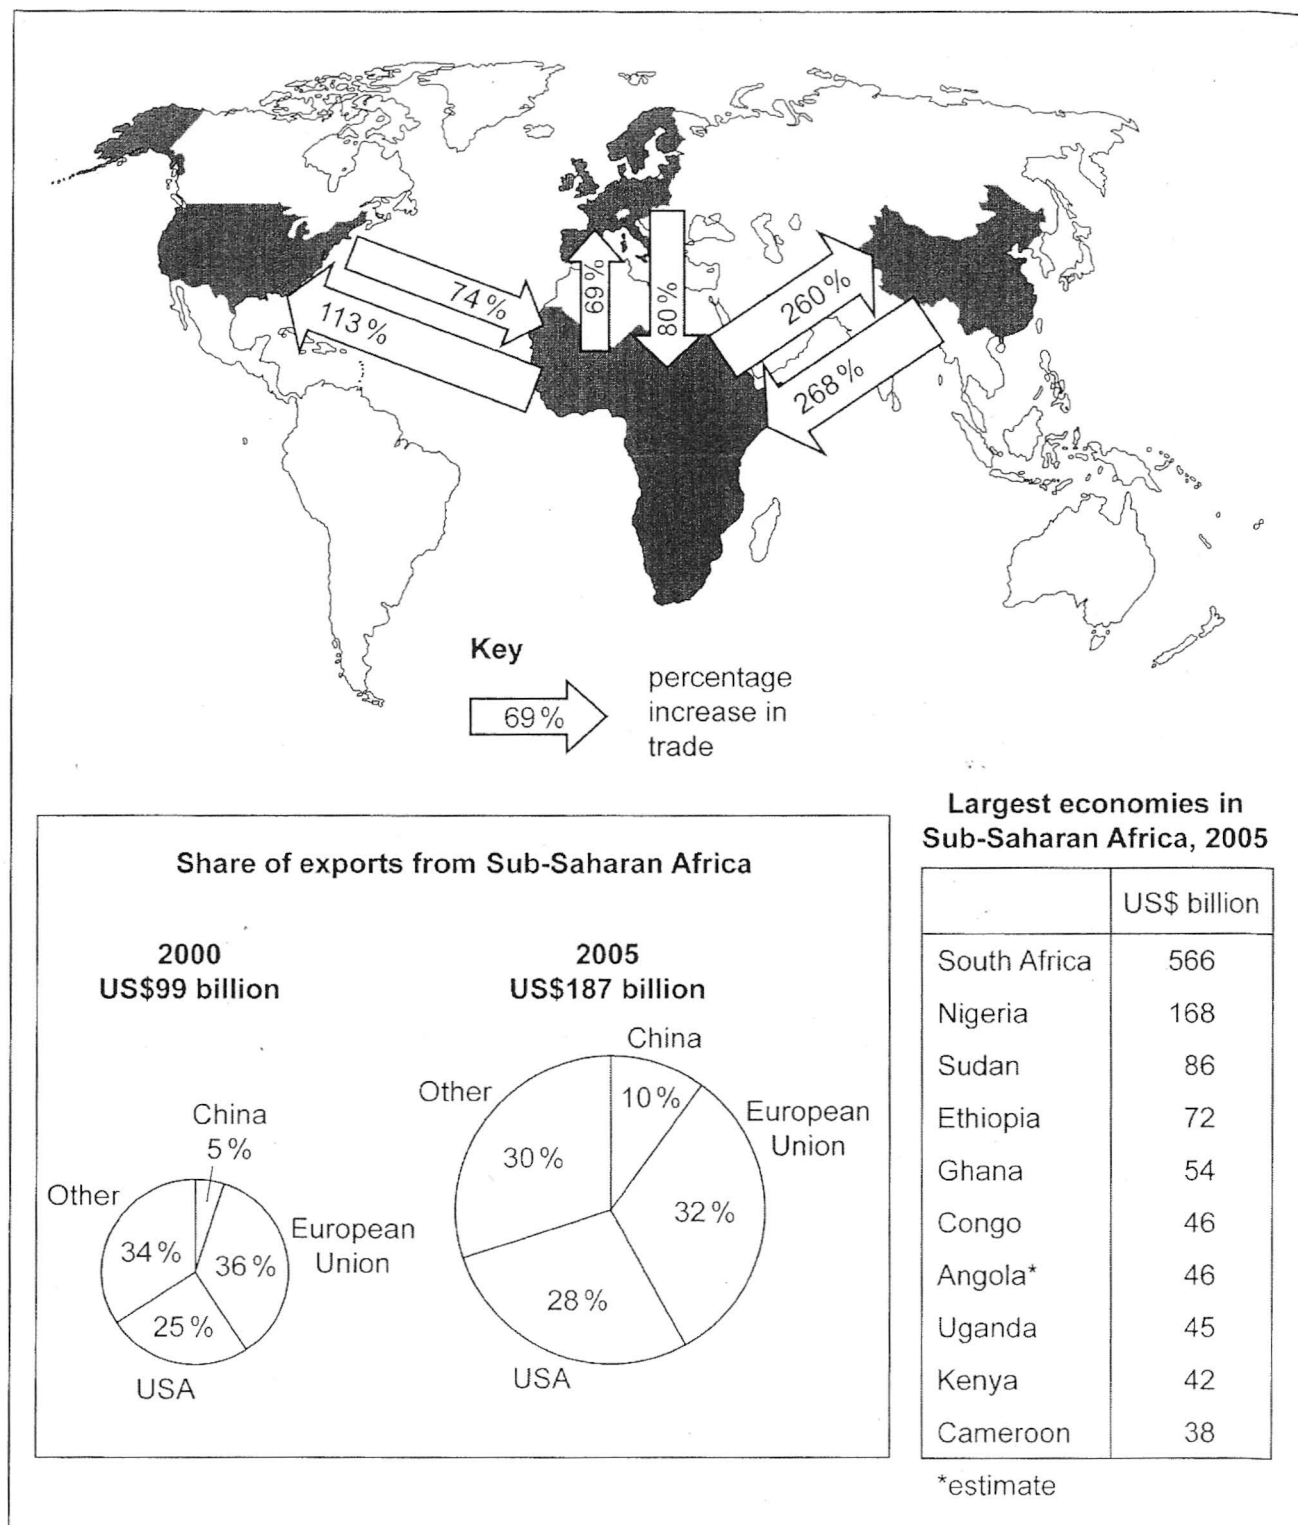 74%
113%
69%
80%
260%
268%
Key
69%
percentage
increase in
trade
Share of exports from Sub-Saharan Africa
2000
US$99 billion
China
5%
Other
34%
36%
European
Union
25%
USA
2005
US$187 billion
China
Other
10%
European
Union
30%
32%
28%
USA
Largest economies in
Sub-Saharan Africa, 2005
US$ billion
South Africa 566
Nigeria 168
Sudan 86
Ethiopia 72
Ghana 54
Congo 46
Angola* 46
Uganda 45
Kenya 42
Cameroon 38
*estimate